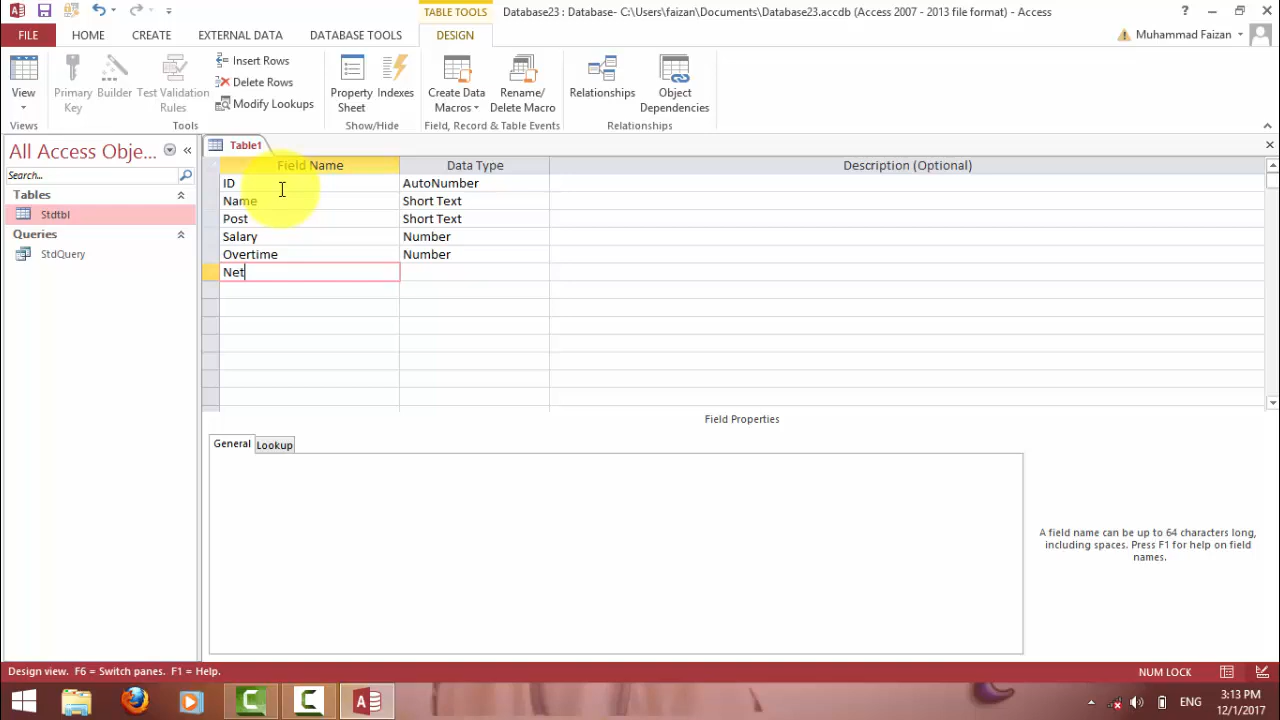 TABLE TOOLS
Database23 : Database- C:\Users\faizan\Documents\Database23.accdb (Access 2007 - 2013 file format) - Access
FILE HOME CREATE EXTERNAL DATA DATABASE TOOLS DESIGN
Muhammad Faizan
View
Primary Key
Builder
Test Validation Rules
Insert Rows
Delete Rows
Modify Lookups
Property Sheet
Indexes
Create Data Macros
Rename/ Delete Macro
Relationships
Object Dependencies
Views Tools Show/Hide Field, Record & Table Events Relationships
All Access Obje...
Search...
Tables
Stdtbl
Queries
StdQuery
Table1
Field Name Data Type Description (Optional)
ID AutoNumber
Name Short Text
Post Short Text
Salary Number
Overtime Number
Net
Field Properties
General Lookup
A field name can be up to 64 characters long,
including spaces. Press F1 for help on field
names.
Design view. F6 = Switch panes. F1 = Help.
NUM LOCK
ENG
3:13 PM
12/1/2017